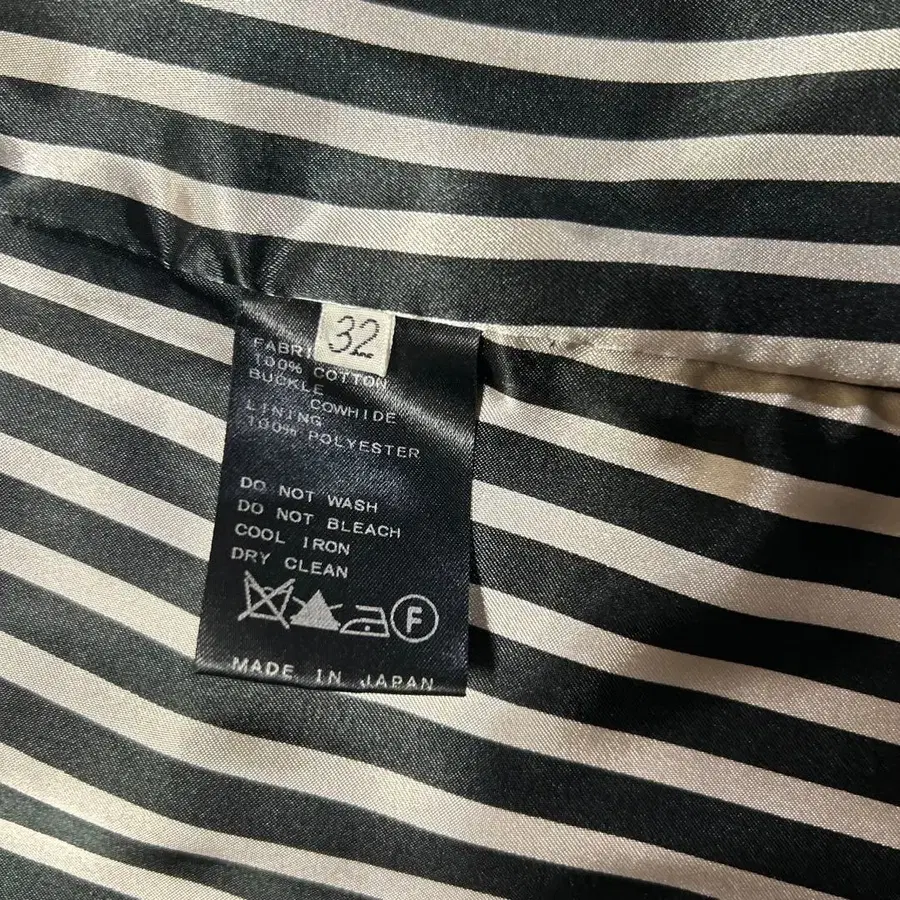 32
FABRI
100% COTTON
BUCKLE
COWHIDE
LINING
100% POLYESTER
DO NOT WASH
DO NOT BLEACH
COOL IRON
DRY CLEAN
F
MADE IN JAPAN